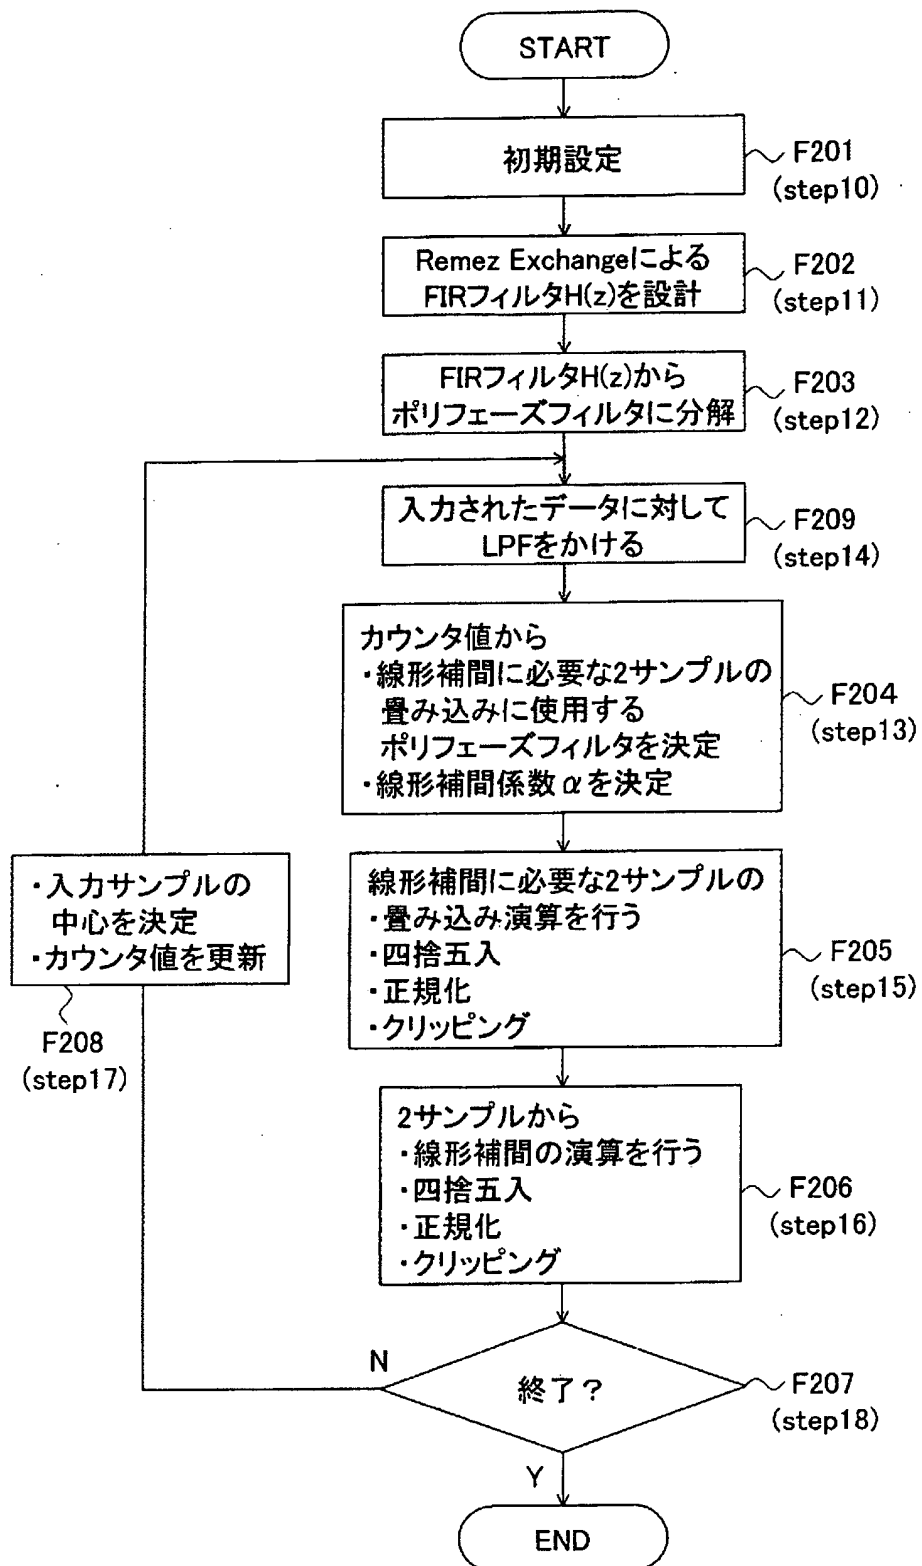 START
初期設定
F201
(step10)
Remez Exchangeによる
FIRフィルタH(z)を設計
F202
(step11)
FIRフィルタH(z)から
ポリフェーズフィルタに分解
F203
(step12)
入力されたデータに対して
LPFをかける
F209
(step14)
カウンタ値から
・線形補間に必要な2サンプルの
畳み込みに使用する
ポリフェーズフィルタを決定
・線形補間係数αを決定
F204
(step13)
線形補間に必要な2サンプルの
・畳み込み演算を行う
・四捨五入
・正規化
・クリッピング
F205
(step15)
・入力サンプルの
中心を決定
・カウンタ値を更新
F208
(step17)
2サンプルから
・線形補間の演算を行う
・四捨五入
・正規化
・クリッピング
F206
(step16)
N
終了?
F207
(step18)
Y
END